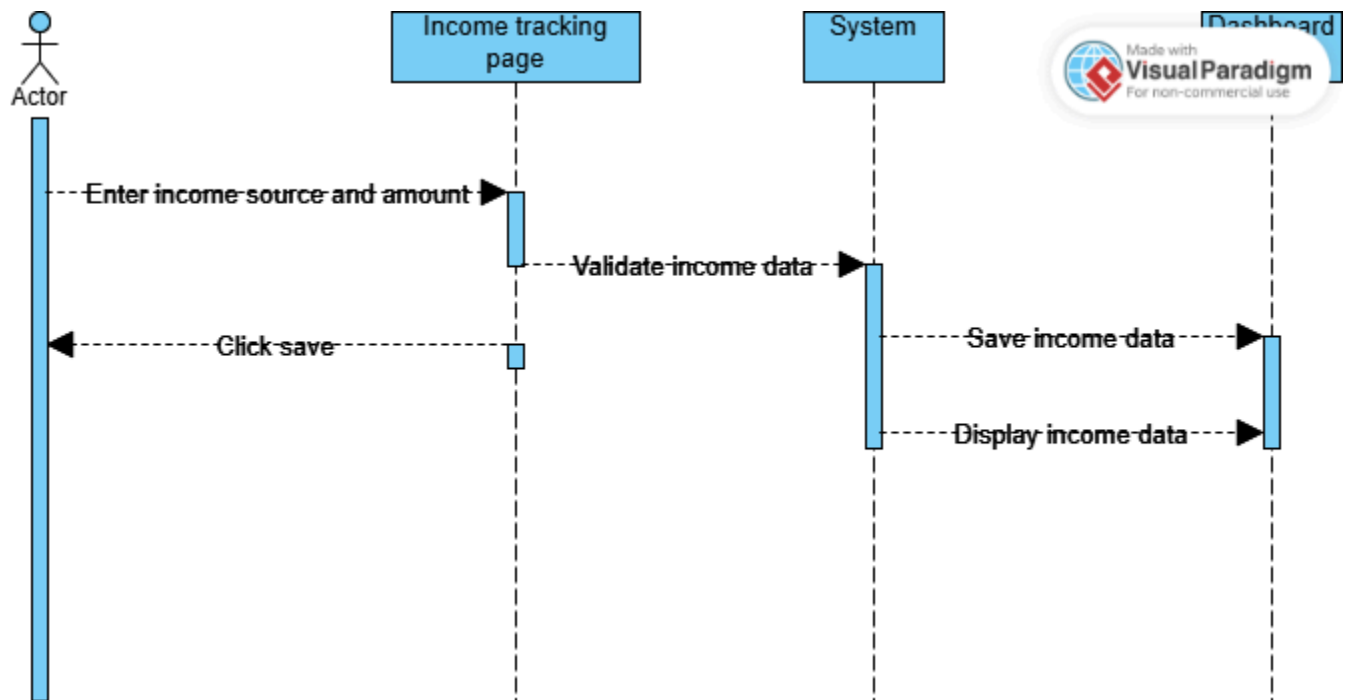 Actor
Income tracking
page
System
Dashboard
Made with
Visual Paradigm
For non-commercial use
Enter income source and amount
Validate income data
Click save
Save income data
Display income data